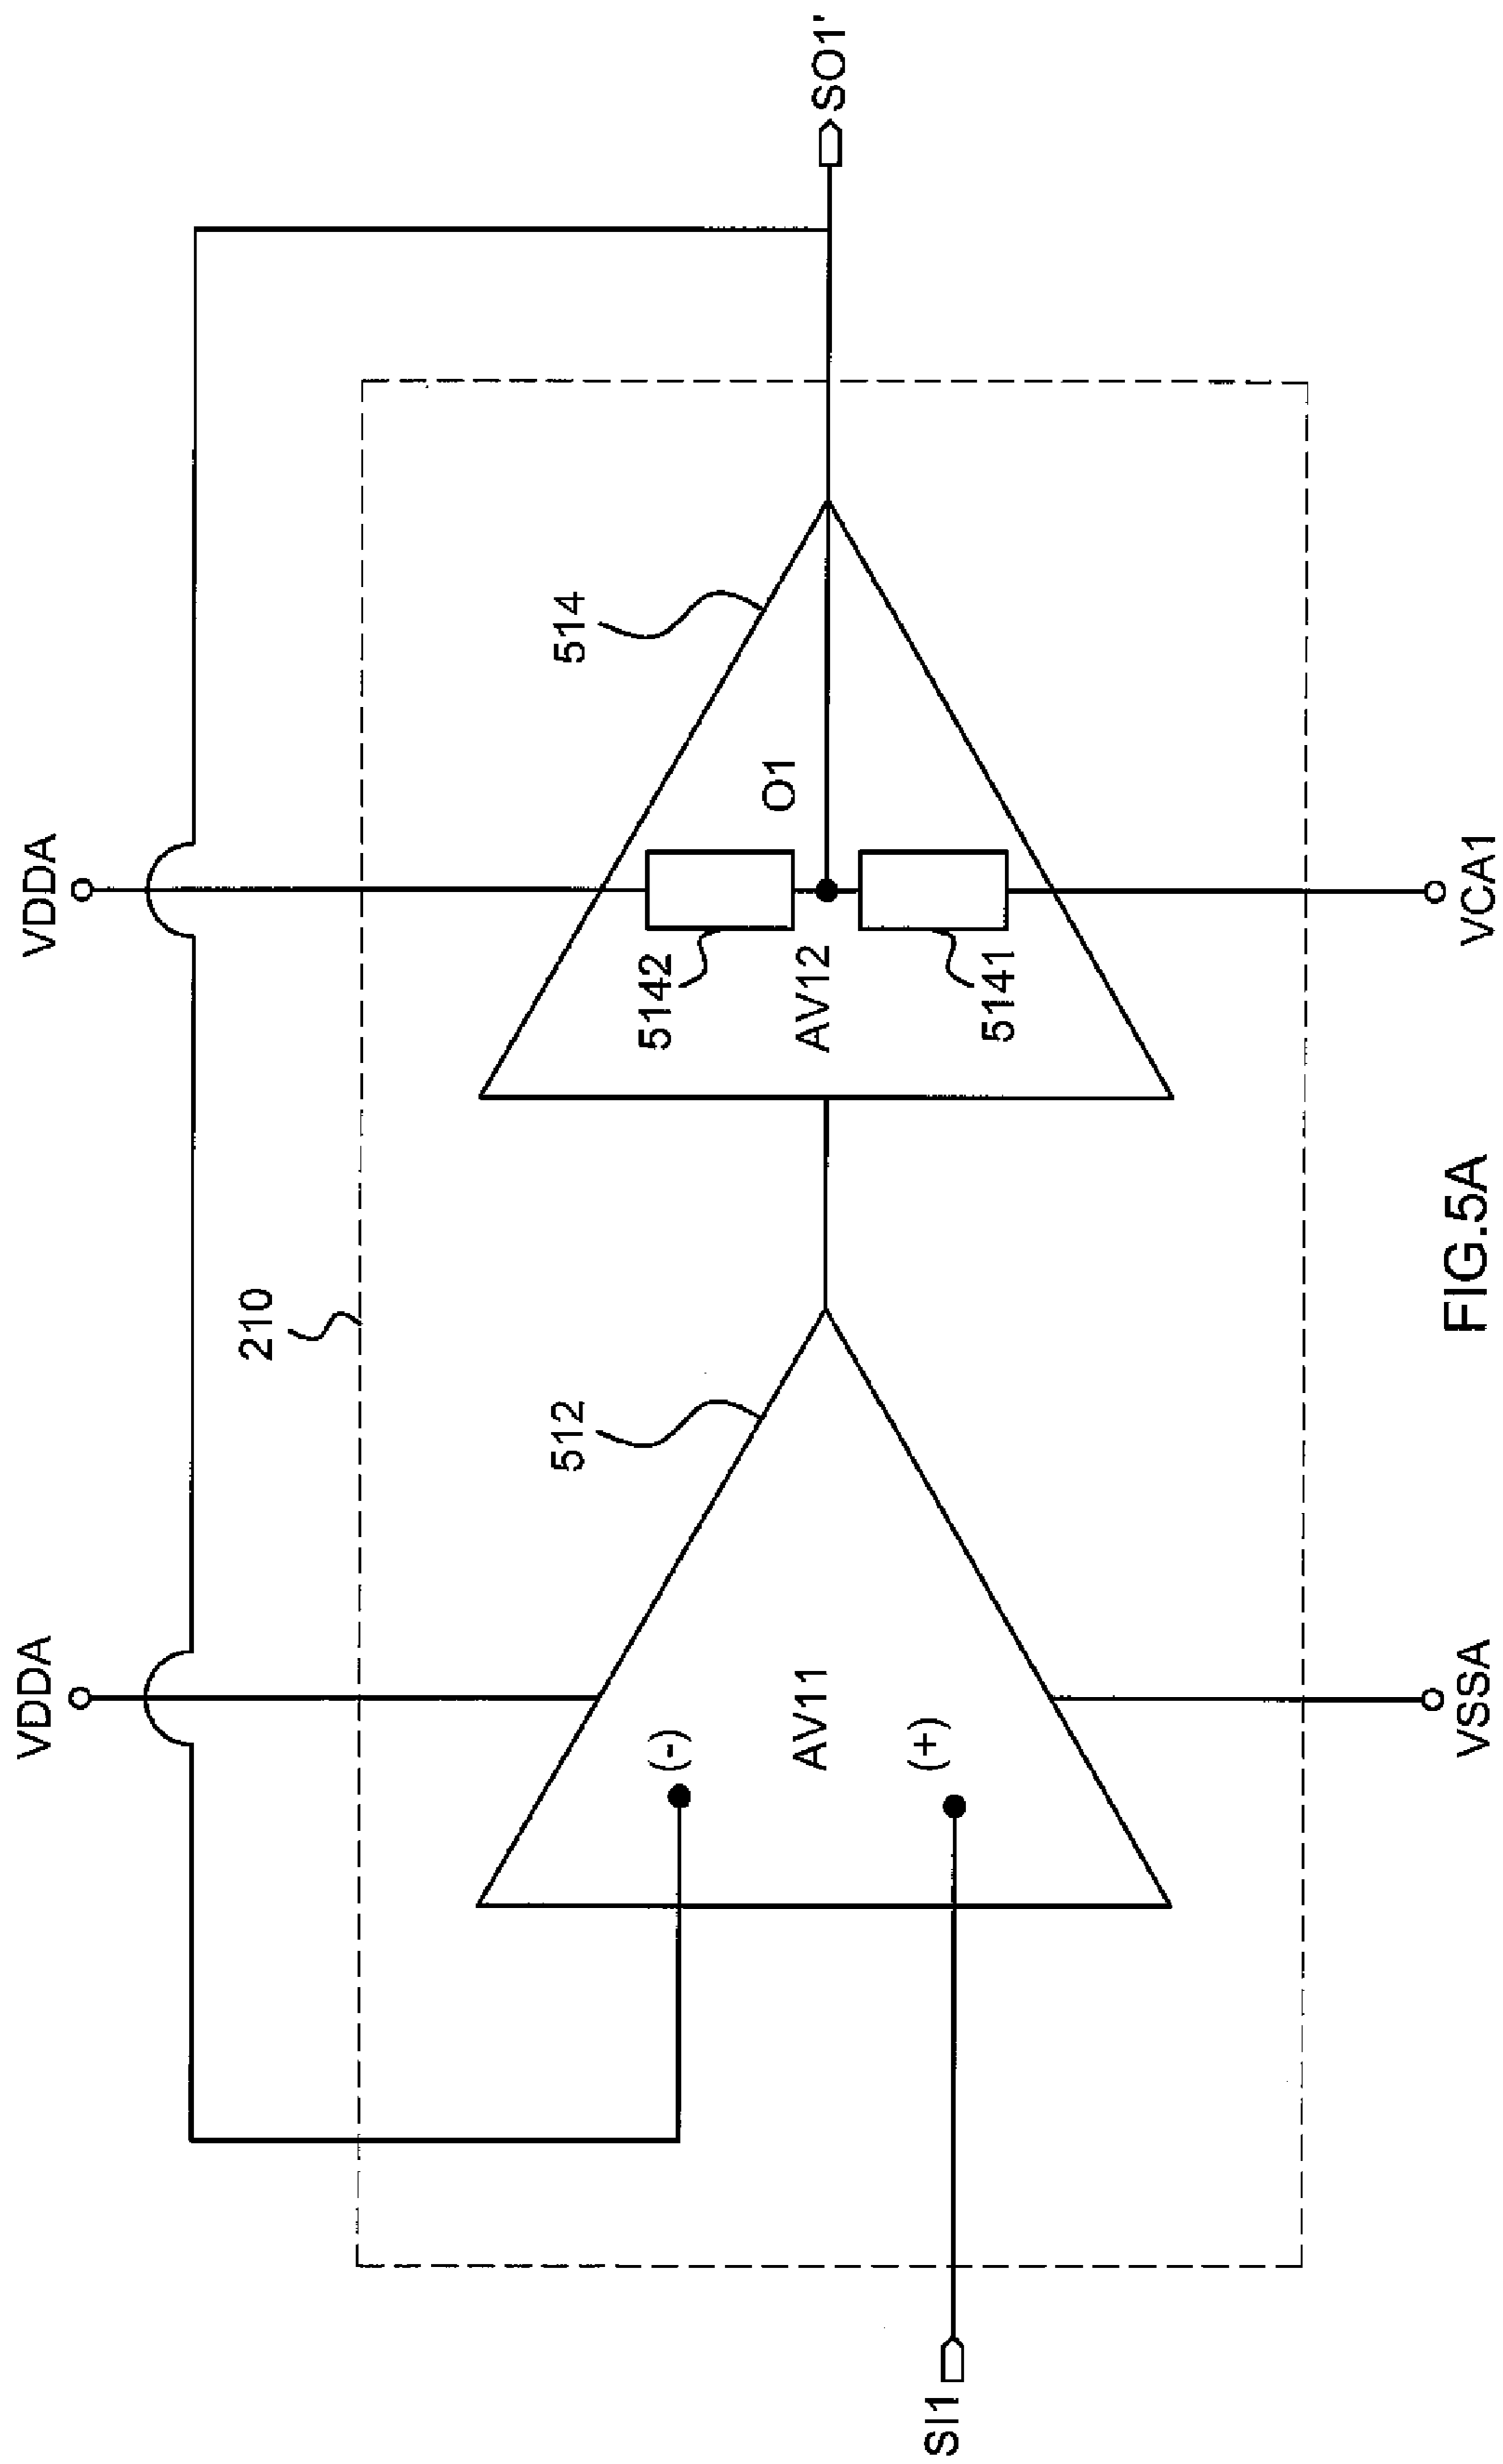 VDDA
VDDA
210
512
514
(-)
AV11
(+)
5142
O1
AV12
5141
SI1
SO1'
VSSA
VCA1
FIG.5A